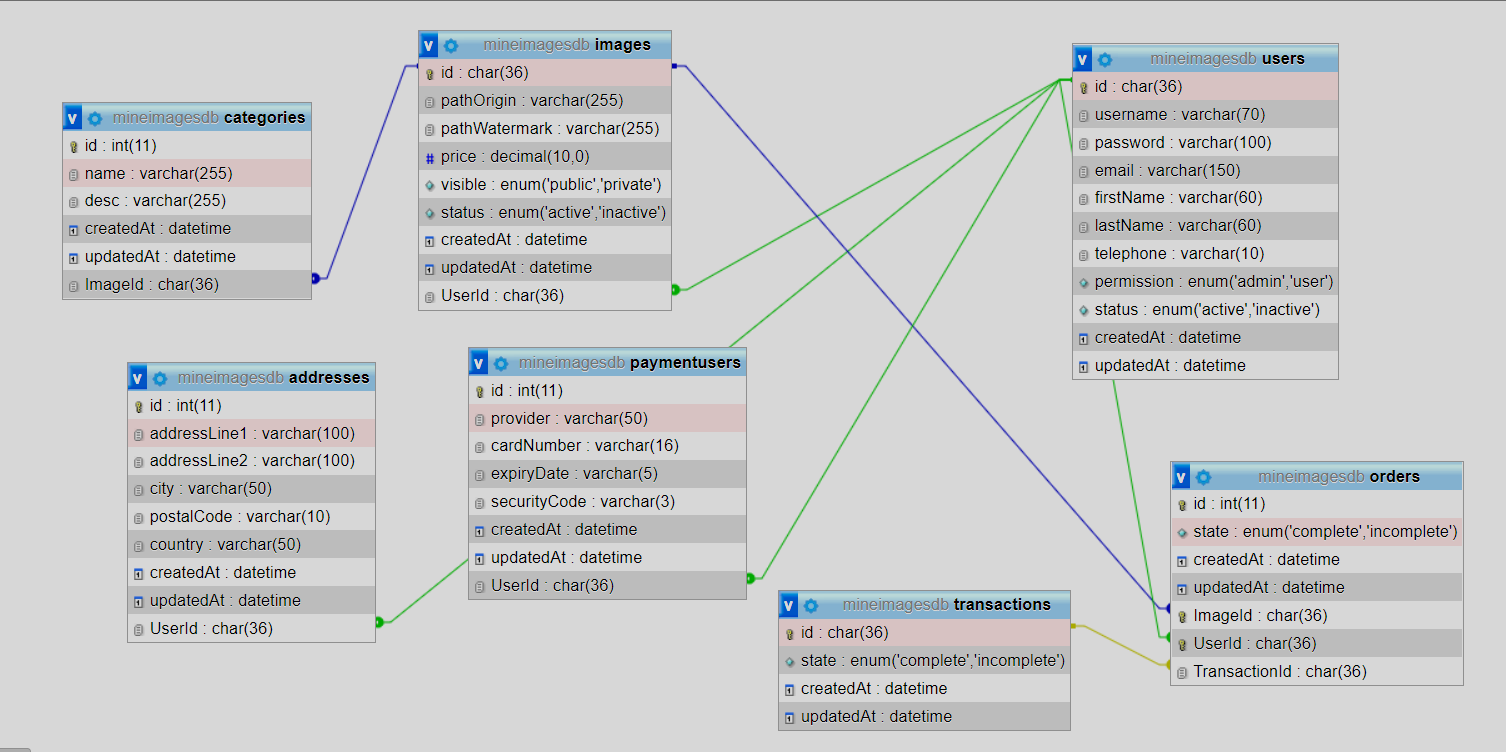 v mineimagesdb categories
id : int(11)
name : varchar(255)
desc : varchar(255)
createdAt : datetime
updatedAt : datetime
ImageId : char(36)
v mineimagesdb images
id : char(36)
pathOrigin : varchar(255)
pathWatermark : varchar(255)
# price : decimal(10,0)
visible : enum('public','private')
status : enum('active','inactive')
createdAt : datetime
updatedAt : datetime
UserId : char(36)
v mineimagesdb users
id : char(36)
username : varchar(70)
password : varchar(100)
email : varchar(150)
firstName : varchar(60)
lastName : varchar(60)
telephone : varchar(10)
permission : enum('admin','user')
status : enum('active','inactive')
createdAt : datetime
updatedAt : datetime
v mineimagesdb addresses
id : int(11)
addressLine1 : varchar(100)
addressLine2 : varchar(100)
city : varchar(50)
postalCode : varchar(10)
country : varchar(50)
createdAt : datetime
updatedAt : datetime
UserId : char(36)
v mineimagesdb paymentusers
id : int(11)
provider : varchar(50)
cardNumber : varchar(16)
expiryDate : varchar(5)
securityCode : varchar(3)
createdAt : datetime
updatedAt : datetime
UserId : char(36)
v mineimagesdb transactions
id : char(36)
state : enum('complete','incomplete')
createdAt : datetime
updatedAt : datetime
v mineimagesdb orders
id : int(11)
state : enum('complete','incomplete')
createdAt : datetime
updatedAt : datetime
ImageId : char(36)
UserId : char(36)
TransactionId : char(36)